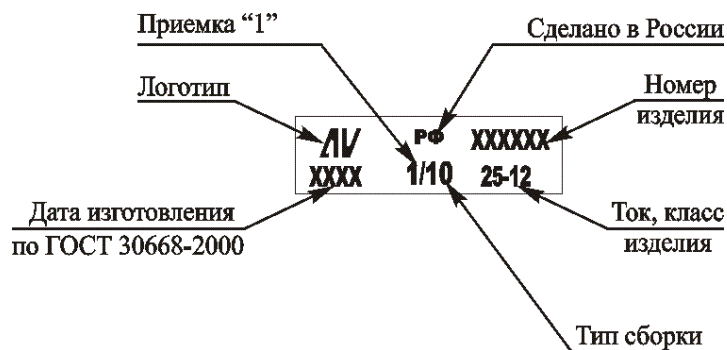 Приемка “1”
Сделано в России
Логотип
Номер
изделия
РФ
XXXXXX
XXXX
1/10
25-12
Дата изготовления
по ГОСТ 30668-2000
Ток, класс
изделия
Тип сборки